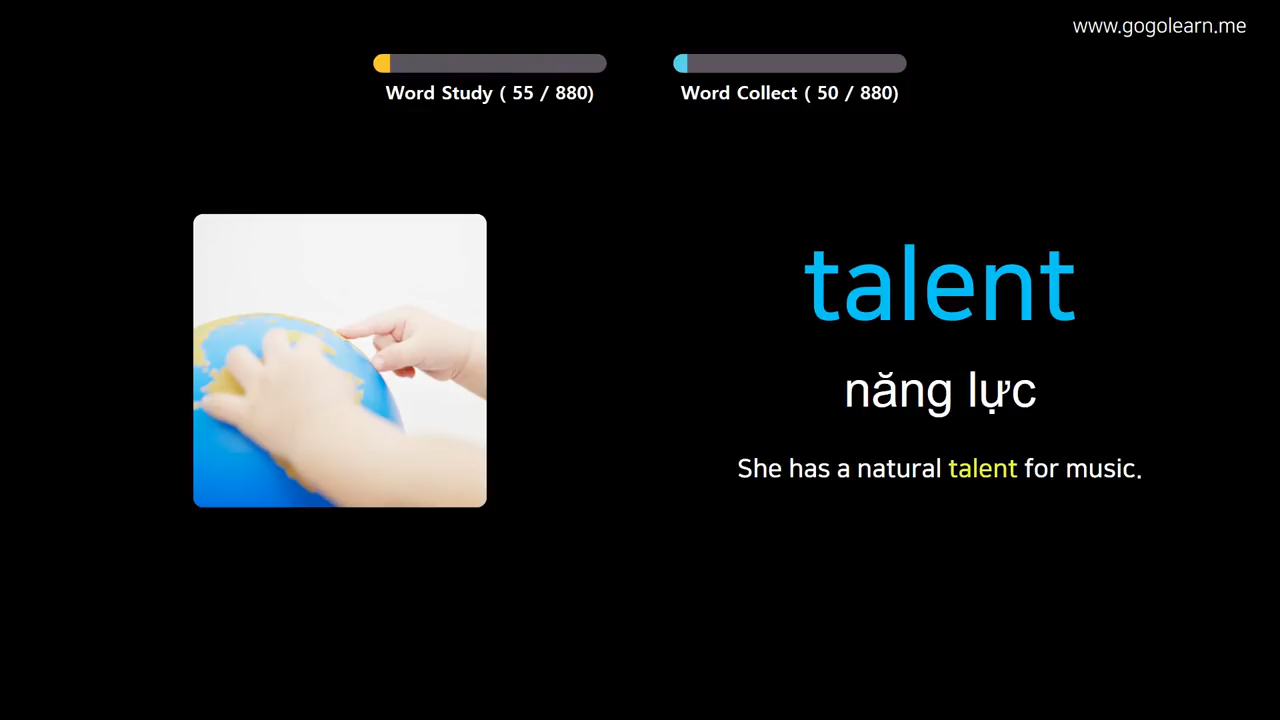 www.gogolearn.me
Word Study ( 55 / 880)
Word Collect ( 50 / 880)
talent
năng lực
She has a natural talent for music.